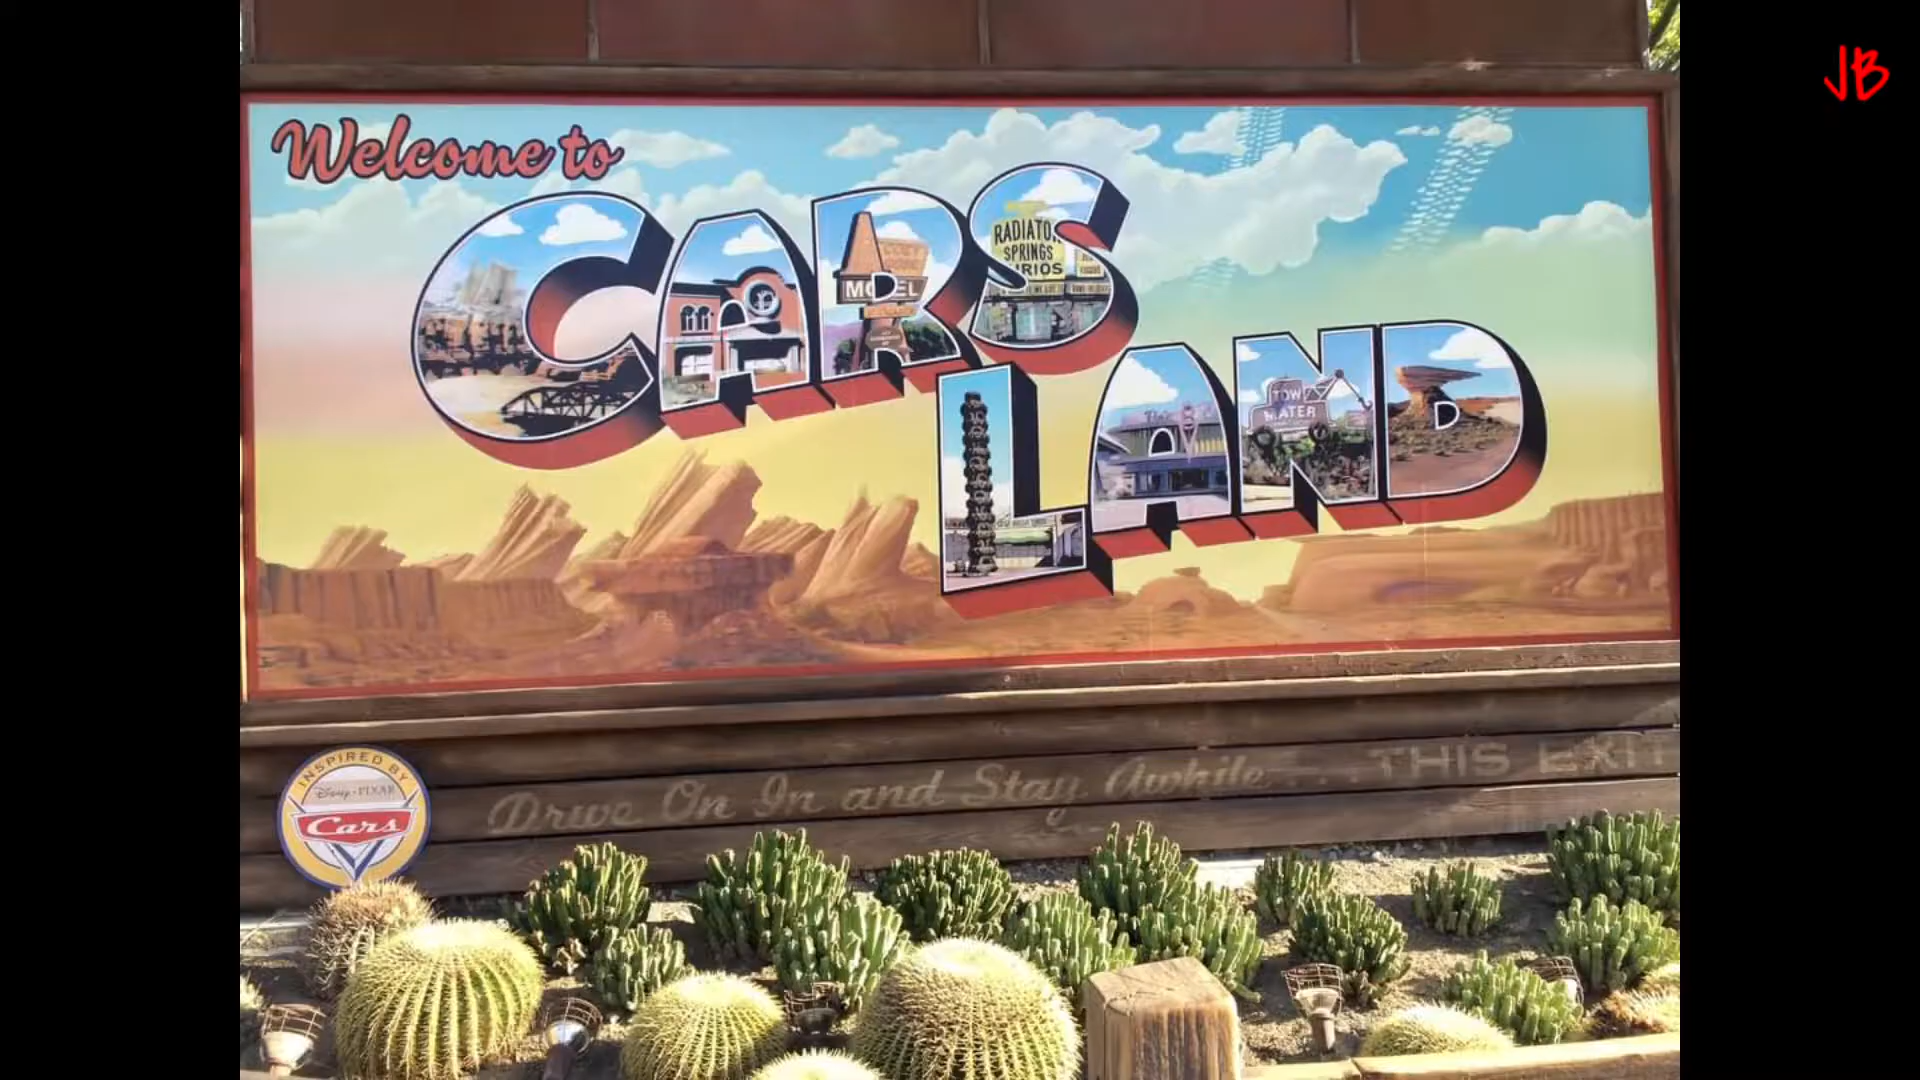 JB
Welcome to
CARS
RADIATOR
SPRINGS
COZY
MOTEL
LAND
TOW
MATER
INSPIRED BY
Disney·PIXAR
Cars
Drive On In and Stay Awhile ... THIS EXIT